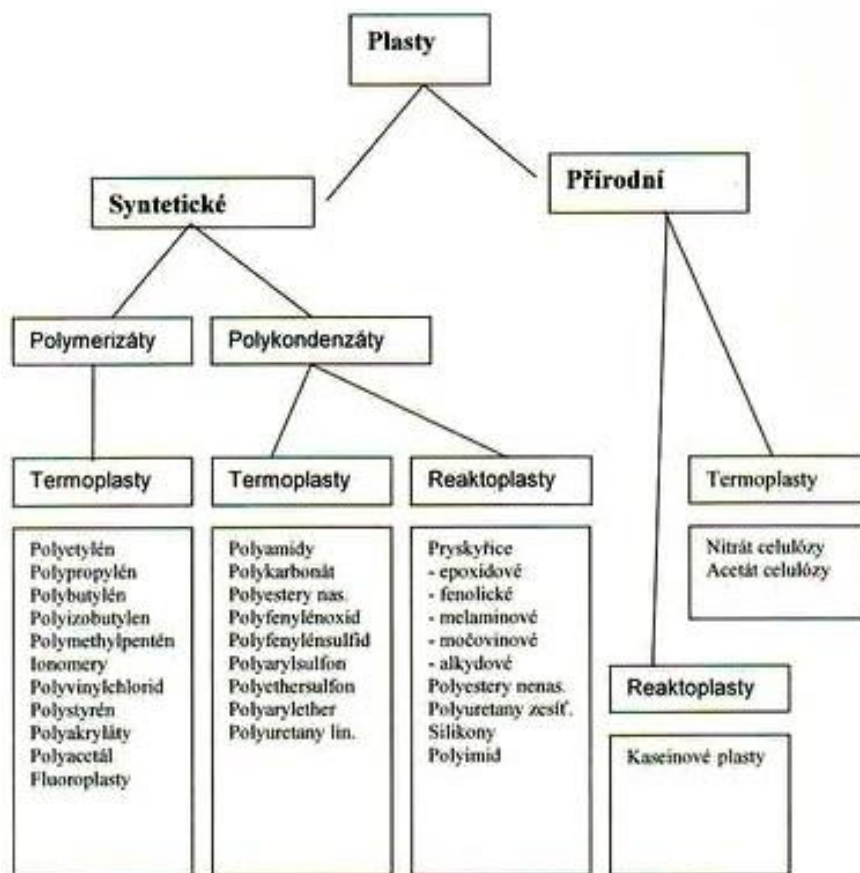 Plasty
Syntetické
Přírodní
Polymerizáty
Polykondenzáty
Termoplasty
Termoplasty
Reaktoplasty
Termoplasty
Polyetylén
Polypropylén
Polybutylén
Polyizobutylen
Polymethylpentén
Ionomery
Polyvinylchlorid
Polystyrén
Polyakryláty
Polyacetál
Fluoroplasty
Polyamidy
Polykarbonát
Polyestery nas.
Polyfenylénoxid
Polyfenylénsulfid
Polyarylsulfon
Polyethersulfon
Polyarylether
Polyuretany lin.
Pryskyřice
- epoxidové
- fenolické
- melaminové
- močovinové
- alkydové
Polyestery nenas.
Polyuretany zesíť.
Silikony
Polyimid
Nitrát celulózy
Acetát celulózy
Reaktoplasty
Kaseinové plasty